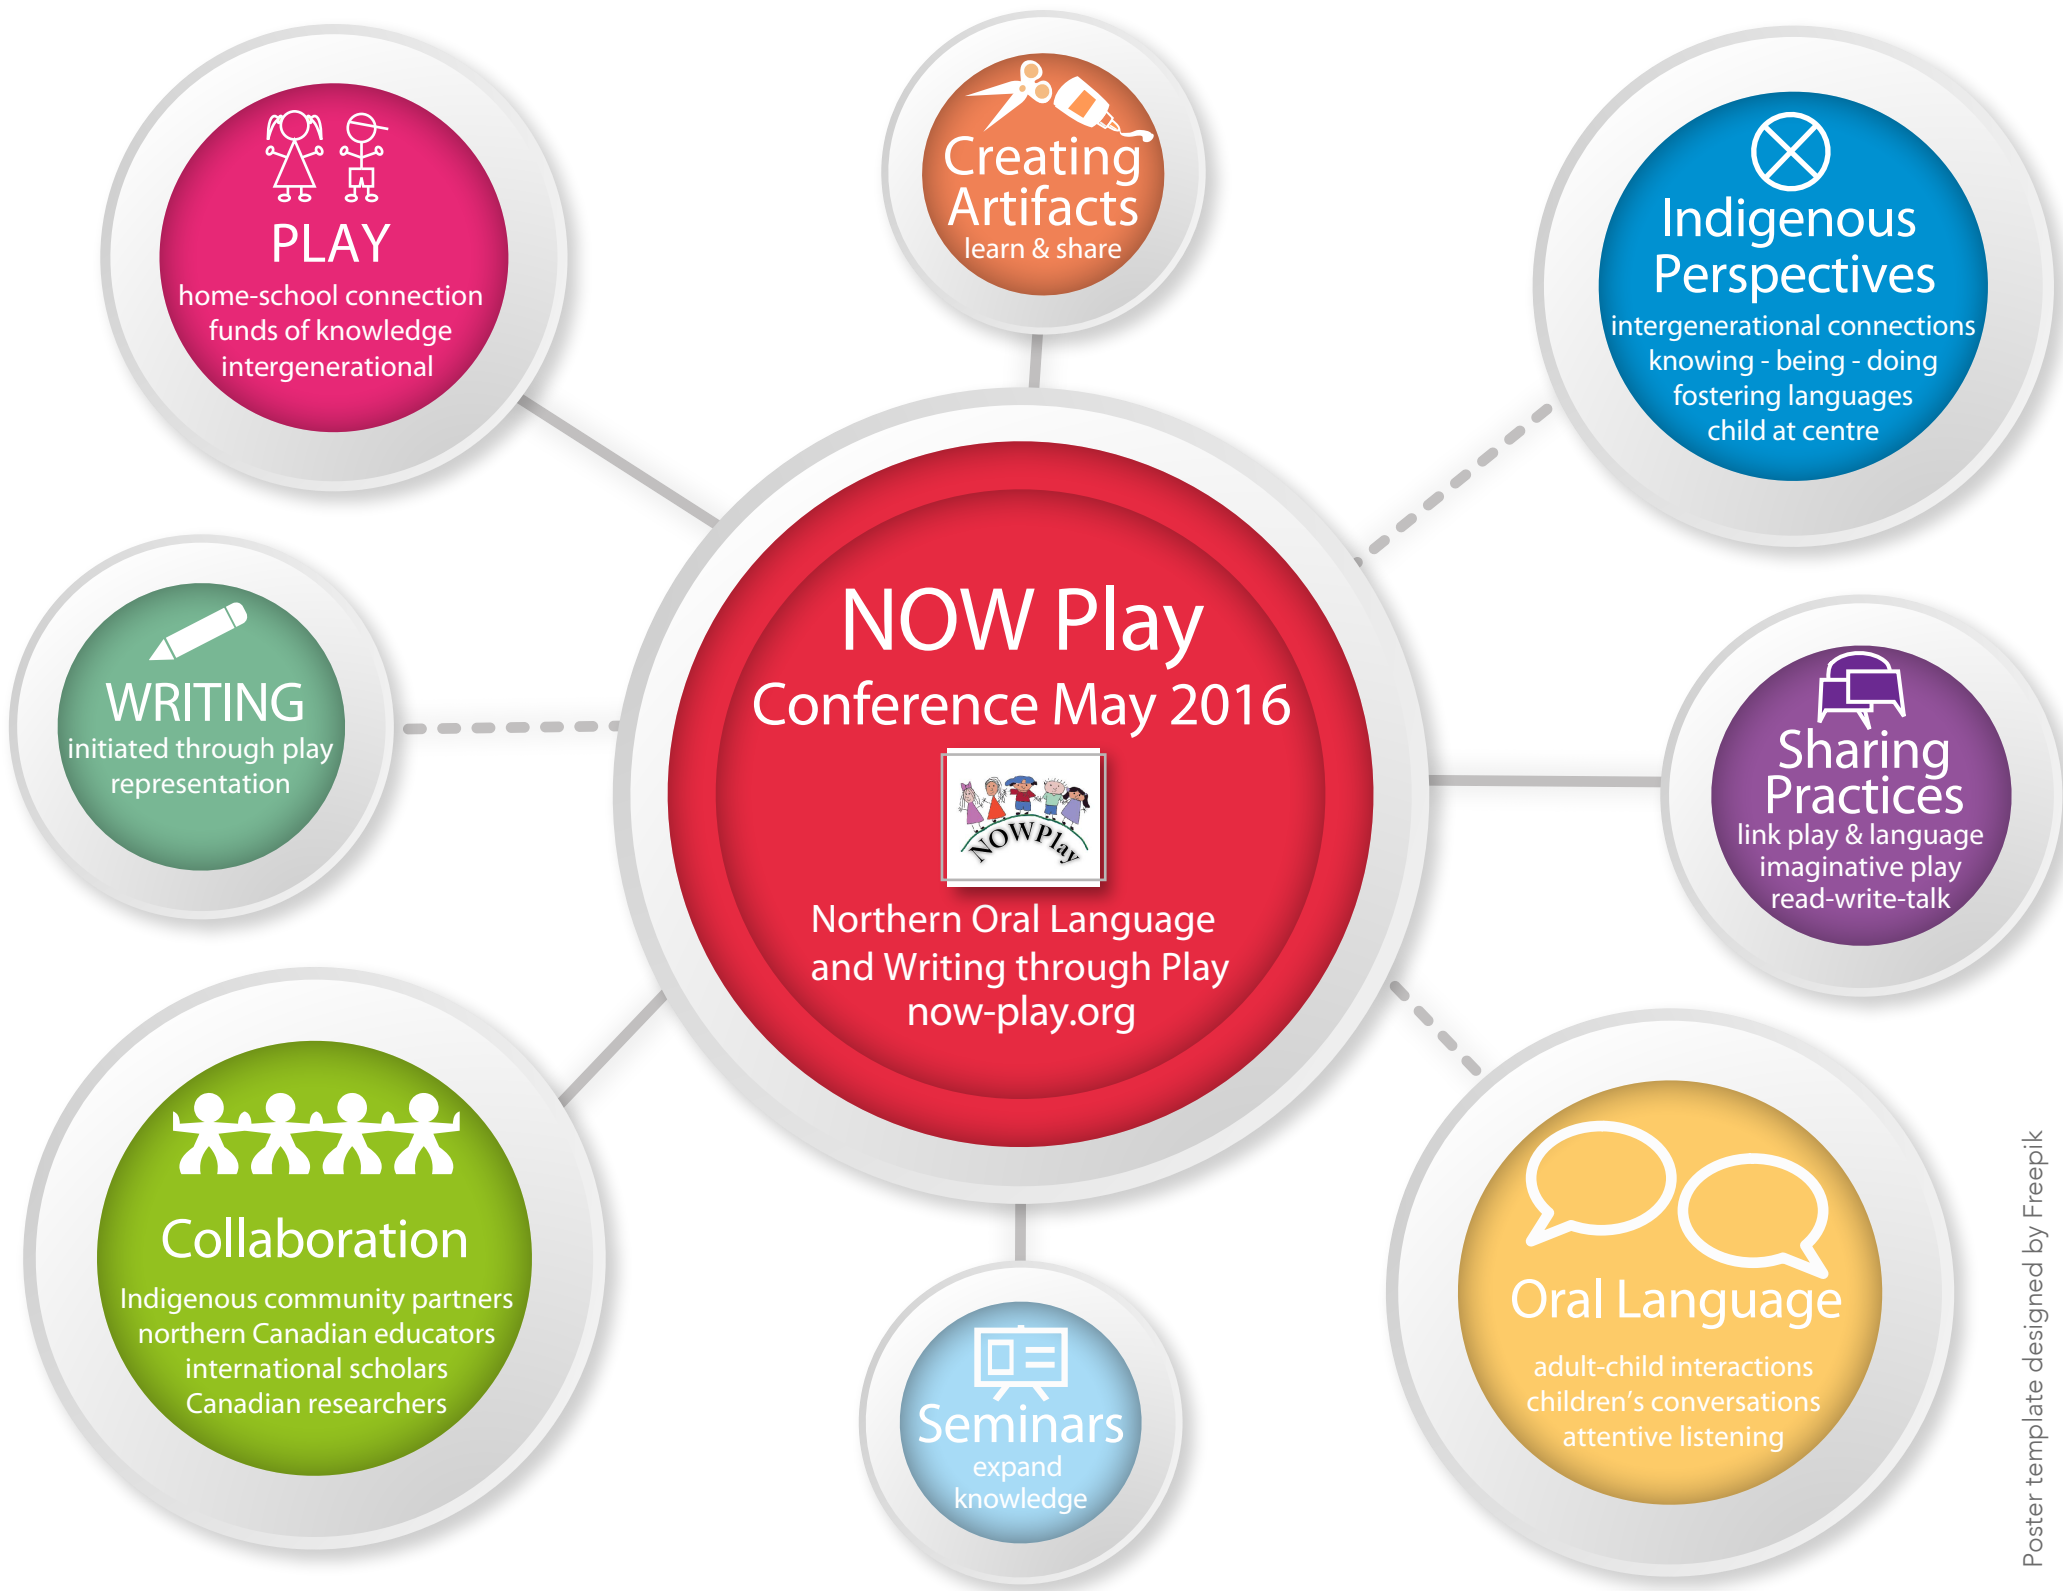 PLAY
home-school connection
funds of knowledge
intergenerational
Creating
Artifacts
learn & share
Indigenous
Perspectives
intergenerational connections
knowing - being - doing
fostering languages
child at centre
WRITING
initiated through play
representation
NOW Play
Conference May 2016
NOWPlay
Northern Oral Language
and Writing through Play
now-play.org
Sharing
Practices
link play & language
imaginative play
read-write-talk
Collaboration
Indigenous community partners
northern Canadian educators
international scholars
Canadian researchers
Seminars
expand
knowledge
Oral Language
adult-child interactions
children’s conversations
attentive listening
Poster template designed by Freepik